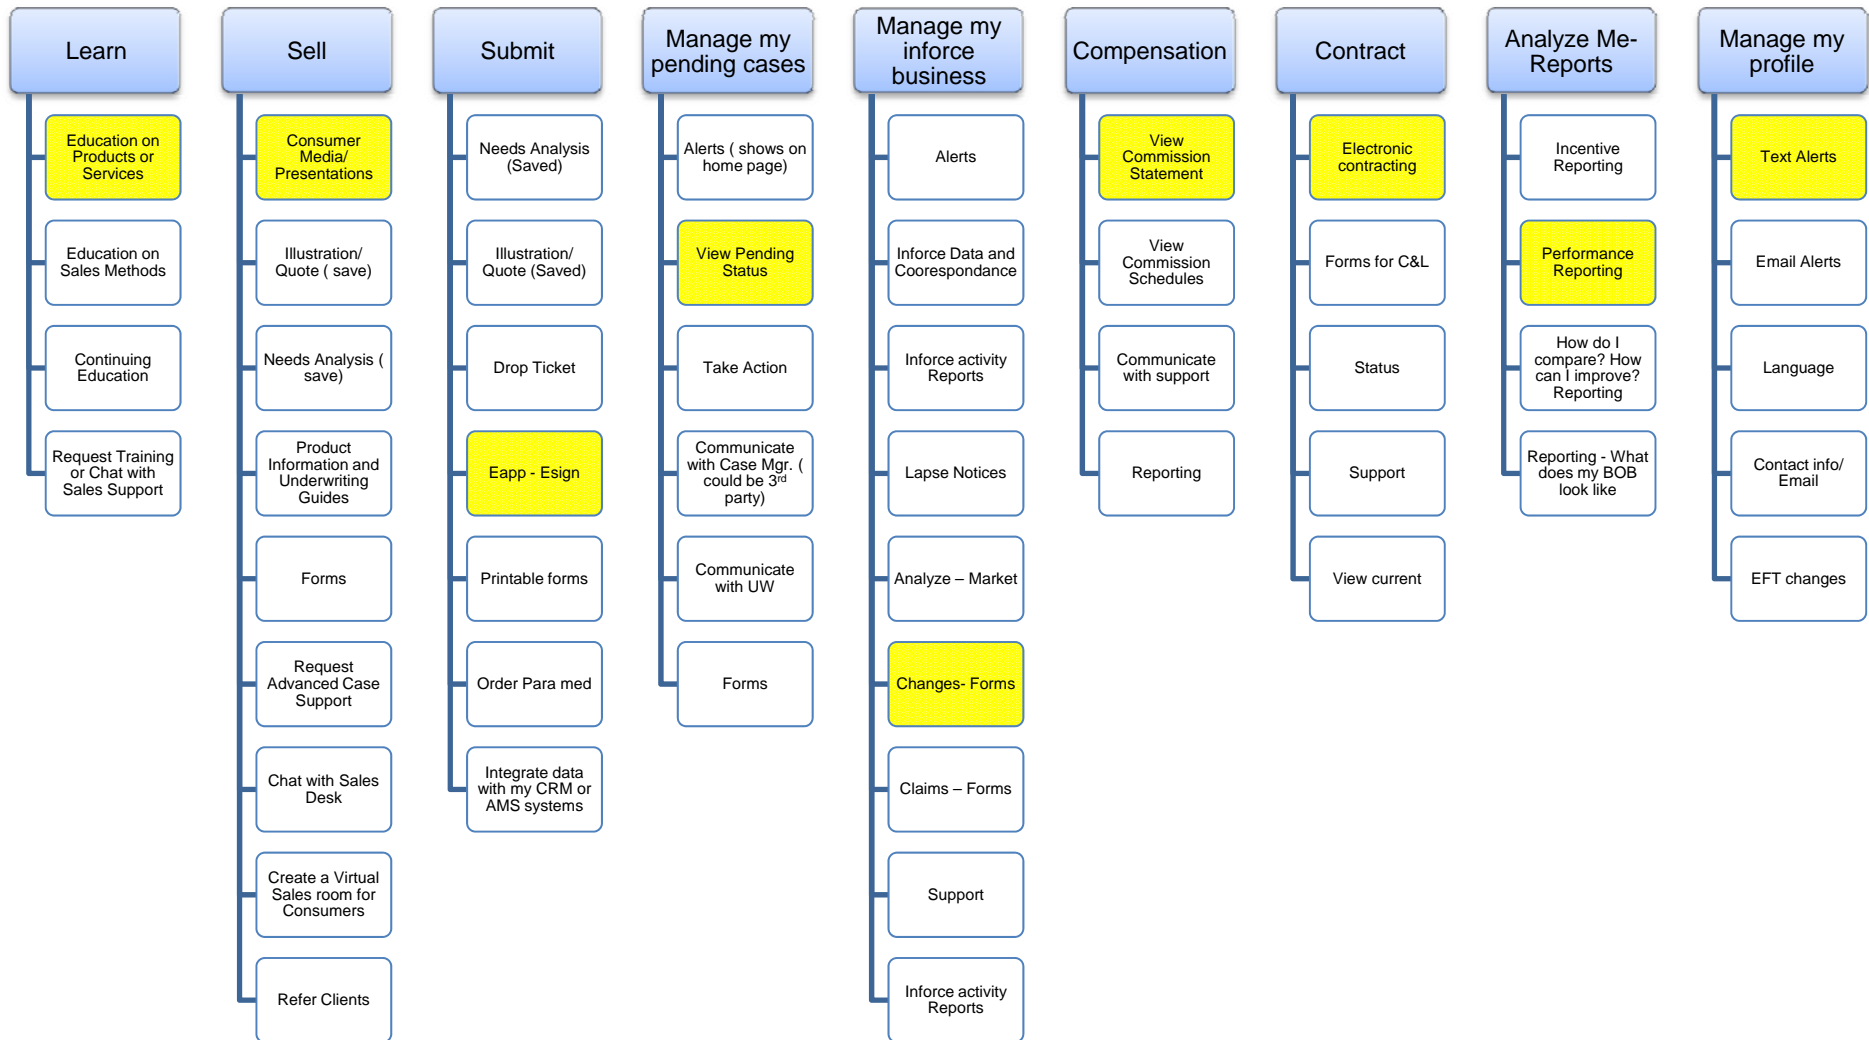 Learn
Education on
Products or
Services
Education on
Sales Methods
Continuing
Education
Request Training
or Chat with
Sales Support
Sell
Consumer
Media/
Presentations
Illustration/
Quote ( save)
Needs Analysis (
save)
Product
Information and
Underwriting
Guides
Forms
Request
Advanced Case
Support
Chat with Sales
Desk
Create a Virtual
Sales room for
Consumers
Refer Clients
Submit
Needs Analysis
(Saved)
Illustration/
Quote (Saved)
Drop Ticket
Eapp - Esign
Printable forms
Order Para med
Integrate data
with my CRM or
AMS systems
Manage my
pending cases
Alerts ( shows on
home page)
View Pending
Status
Take Action
Communicate
with Case Mgr. (
could be 3rd
party)
Communicate
with UW
Forms
Manage my
inforce
business
Alerts
Inforce Data and
Coorespondance
Inforce activity
Reports
Lapse Notices
Analyze – Market
Changes- Forms
Claims – Forms
Support
Inforce activity
Reports
Compensation
View
Commission
Statement
View
Commission
Schedules
Communicate
with support
Reporting
Contract
Electronic
contracting
Forms for C&L
Status
Support
View current
Analyze Me-
Reports
Incentive
Reporting
Performance
Reporting
How do I
compare? How
can I improve?
Reporting
Reporting - What
does my BOB
look like
Manage my
profile
Text Alerts
Email Alerts
Language
Contact info/
Email
EFT changes